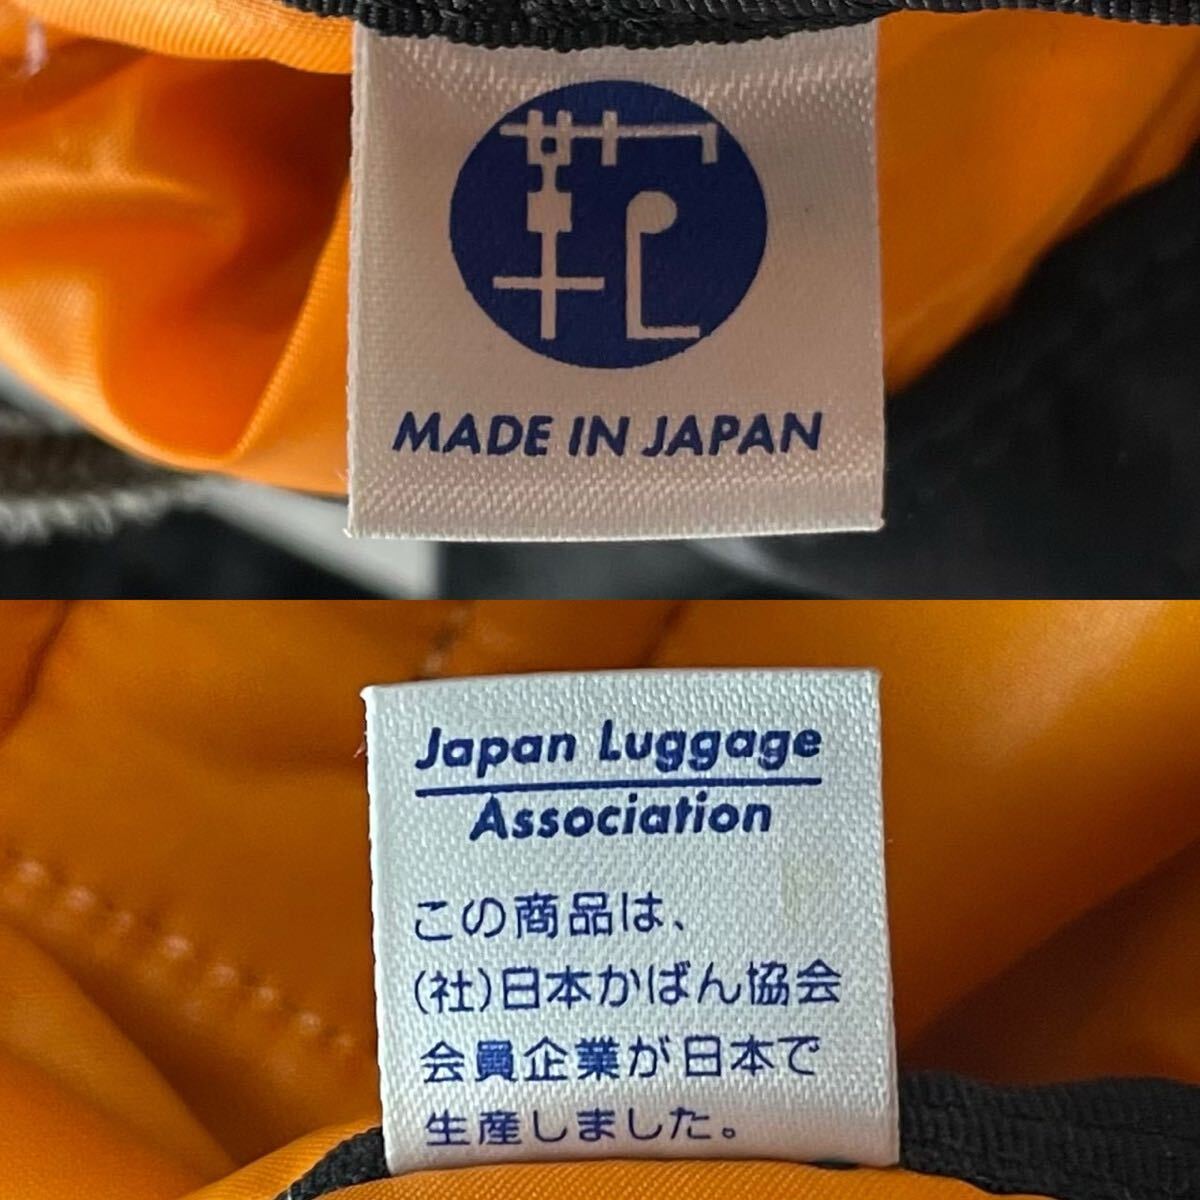 MADE IN JAPAN
Japan Luggage
Association
この商品は、
(社)日本かばん協会
会員企業が日本で
生産しました。